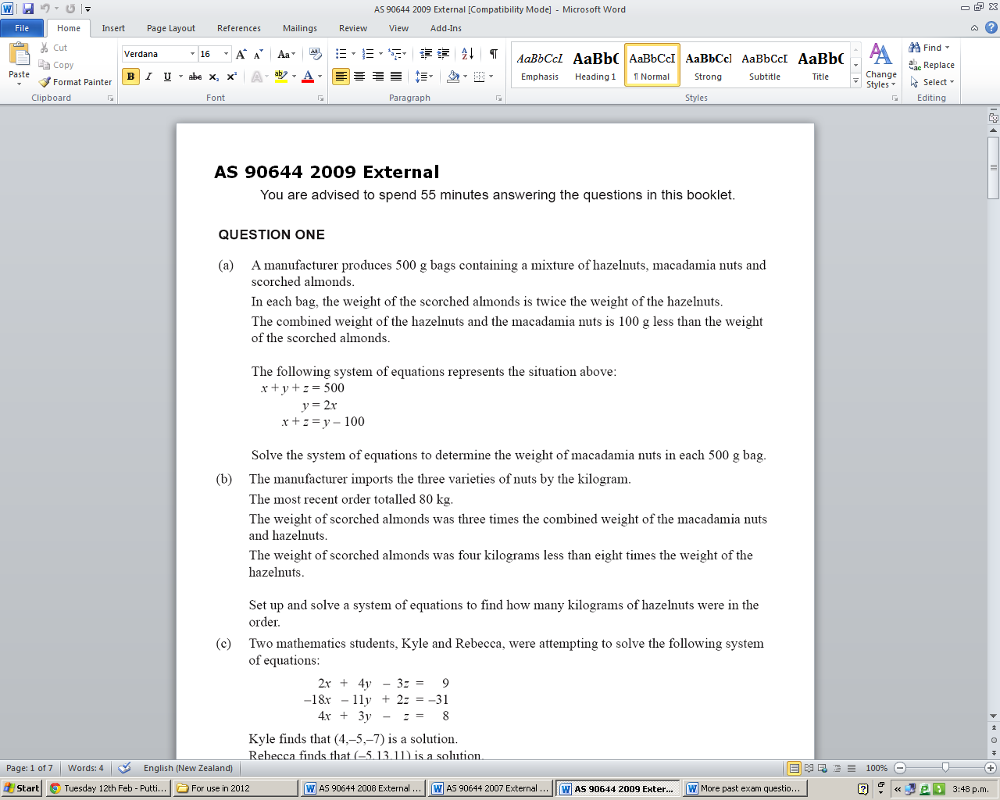 AS 90644 2009 External [Compatibility Mode] - Microsoft Word
File Home Insert Page Layout References Mailings Review View Add-Ins
Paste
Cut
Copy
Format Painter
Clipboard
Verdana 16
B I U abc x₂ x²
Font
Paragraph
AaBbCcI AaBbC AaBbCcI AaBbCcI AaBbCcI AaBbC
Emphasis Heading 1 ¶ Normal Strong Subtitle Title
Change Styles
Styles
Find
Replace
Select
Editing
AS 90644 2009 External
You are advised to spend 55 minutes answering the questions in this booklet.
QUESTION ONE
(a) A manufacturer produces 500 g bags containing a mixture of hazelnuts, macadamia nuts and
scorched almonds.
In each bag, the weight of the scorched almonds is twice the weight of the hazelnuts.
The combined weight of the hazelnuts and the macadamia nuts is 100 g less than the weight
of the scorched almonds.
The following system of equations represents the situation above:
x + y + z = 500
y = 2x
x + z = y – 100
Solve the system of equations to determine the weight of macadamia nuts in each 500 g bag.
(b) The manufacturer imports the three varieties of nuts by the kilogram.
The most recent order totalled 80 kg.
The weight of scorched almonds was three times the combined weight of the macadamia nuts
and hazelnuts.
The weight of scorched almonds was four kilograms less than eight times the weight of the
hazelnuts.
Set up and solve a system of equations to find how many kilograms of hazelnuts were in the
order.
(c) Two mathematics students, Kyle and Rebecca, were attempting to solve the following system
of equations:
2x + 4y – 3z = 9
–18x – 11y + 2z = –31
4x + 3y – z = 8
Kyle finds that (4,–5,–7) is a solution.
Rebecca finds that (–5,13,11) is a solution.
Page: 1 of 7 Words: 4 English (New Zealand) 100%
Start Tuesday 12th Feb - Putti... For use in 2012 AS 90644 2008 External ... AS 90644 2007 External ... AS 90644 2009 Exter... More past exam questio... 3:48 p.m.